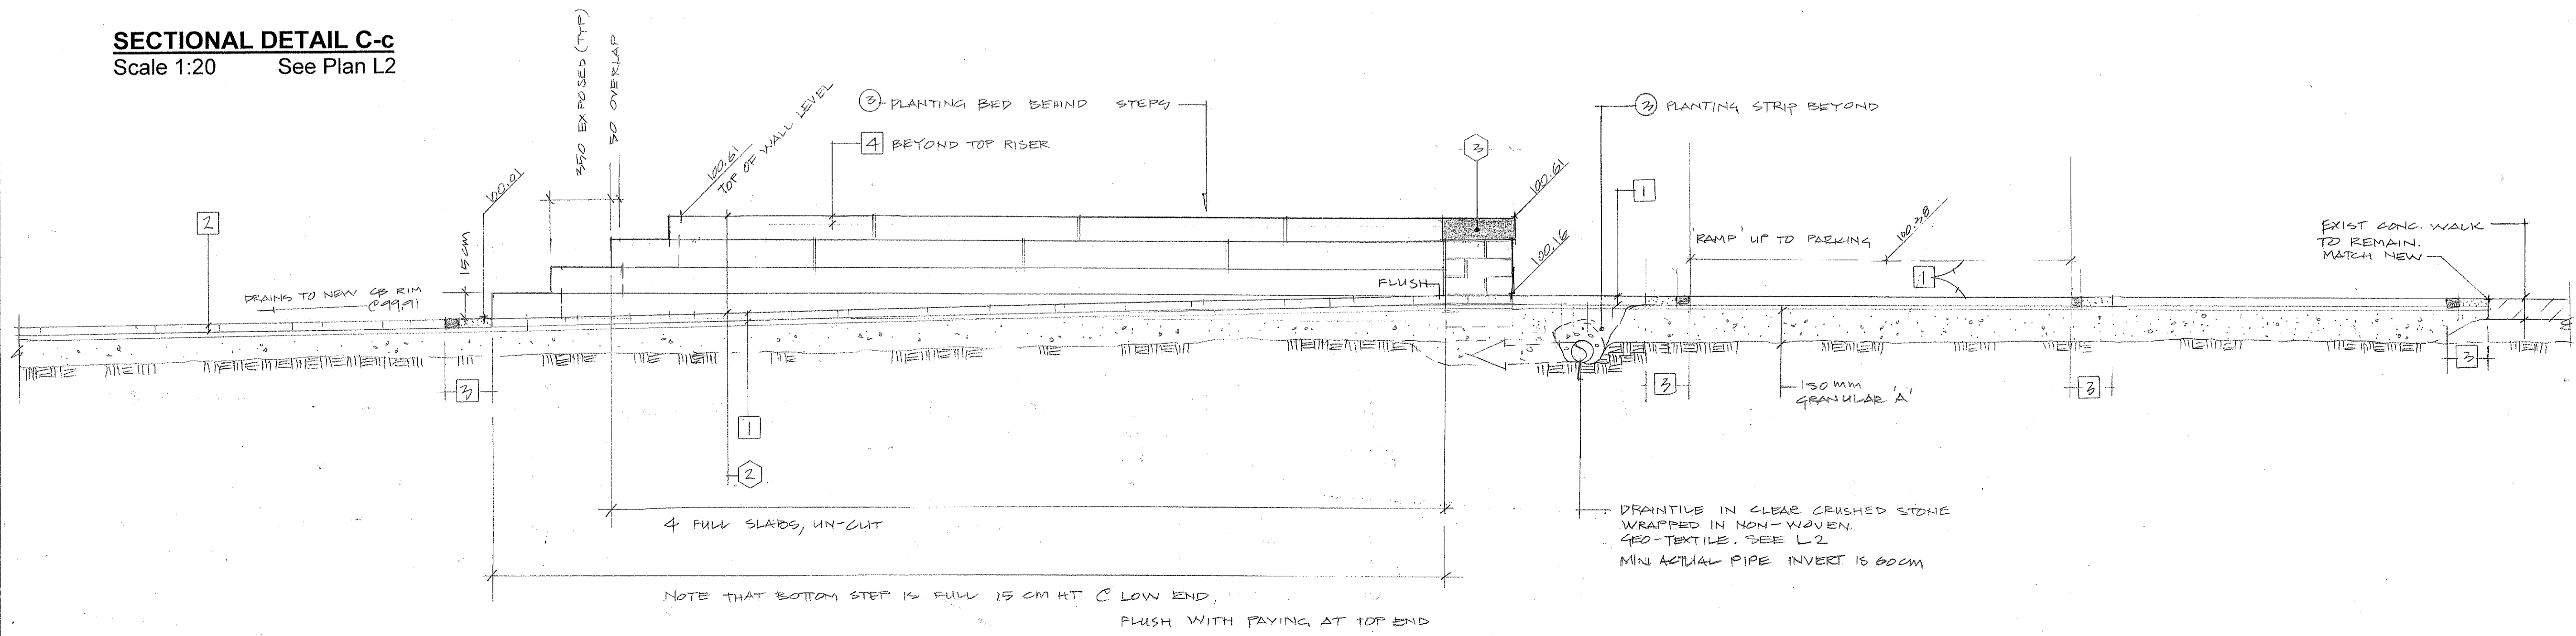 SECTIONAL DETAIL C-c
Scale 1:20 See Plan L2
350 EXPOSED (TYP)
50 OVERLAP
100.61
TOP OF WALL LEVEL
100.01
15cm
2
DRAINS TO NEW CB RIM
@99.91
3 PLANTING BED BEHIND STEPS
4 BEYOND TOP RISER
3
100.61
100.16
FLUSH
3 PLANTING STRIP BEYOND
1
'RAMP' UP TO PARKING
100.28
1
EXIST CONC. WALK
TO REMAIN.
MATCH NEW
3
1
2
3
150 mm
GRANULAR 'A'
3
3
4 FULL SLABS, UN-CUT
DRAINTILE IN CLEAR CRUSHED STONE
WRAPPED IN NON-WOVEN
GEO-TEXTILE. SEE L2
MIN. ACTUAL PIPE INVERT IS 60cm
NOTE THAT BOTTOM STEP IS FULL 15 CM HT @ LOW END,
FLUSH WITH PAVING AT TOP END